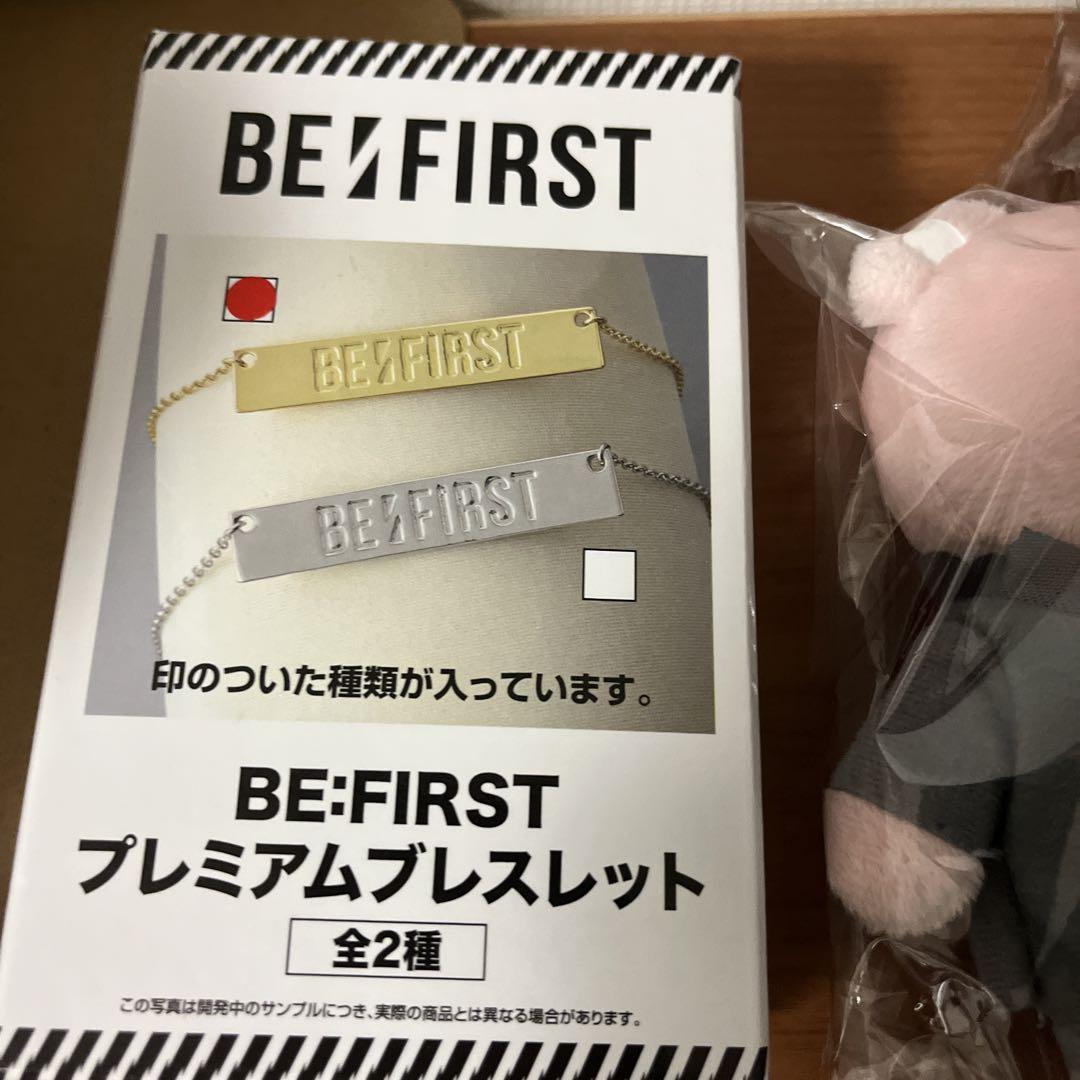 BE:FIRST
BE:FIRST
BE:FIRST
印のついた種類が入っています。
BE:FIRST
プレミアムブレスレット
全2種
この写真は開発中のサンプルにつき、実際の商品とは異なる場合があります。